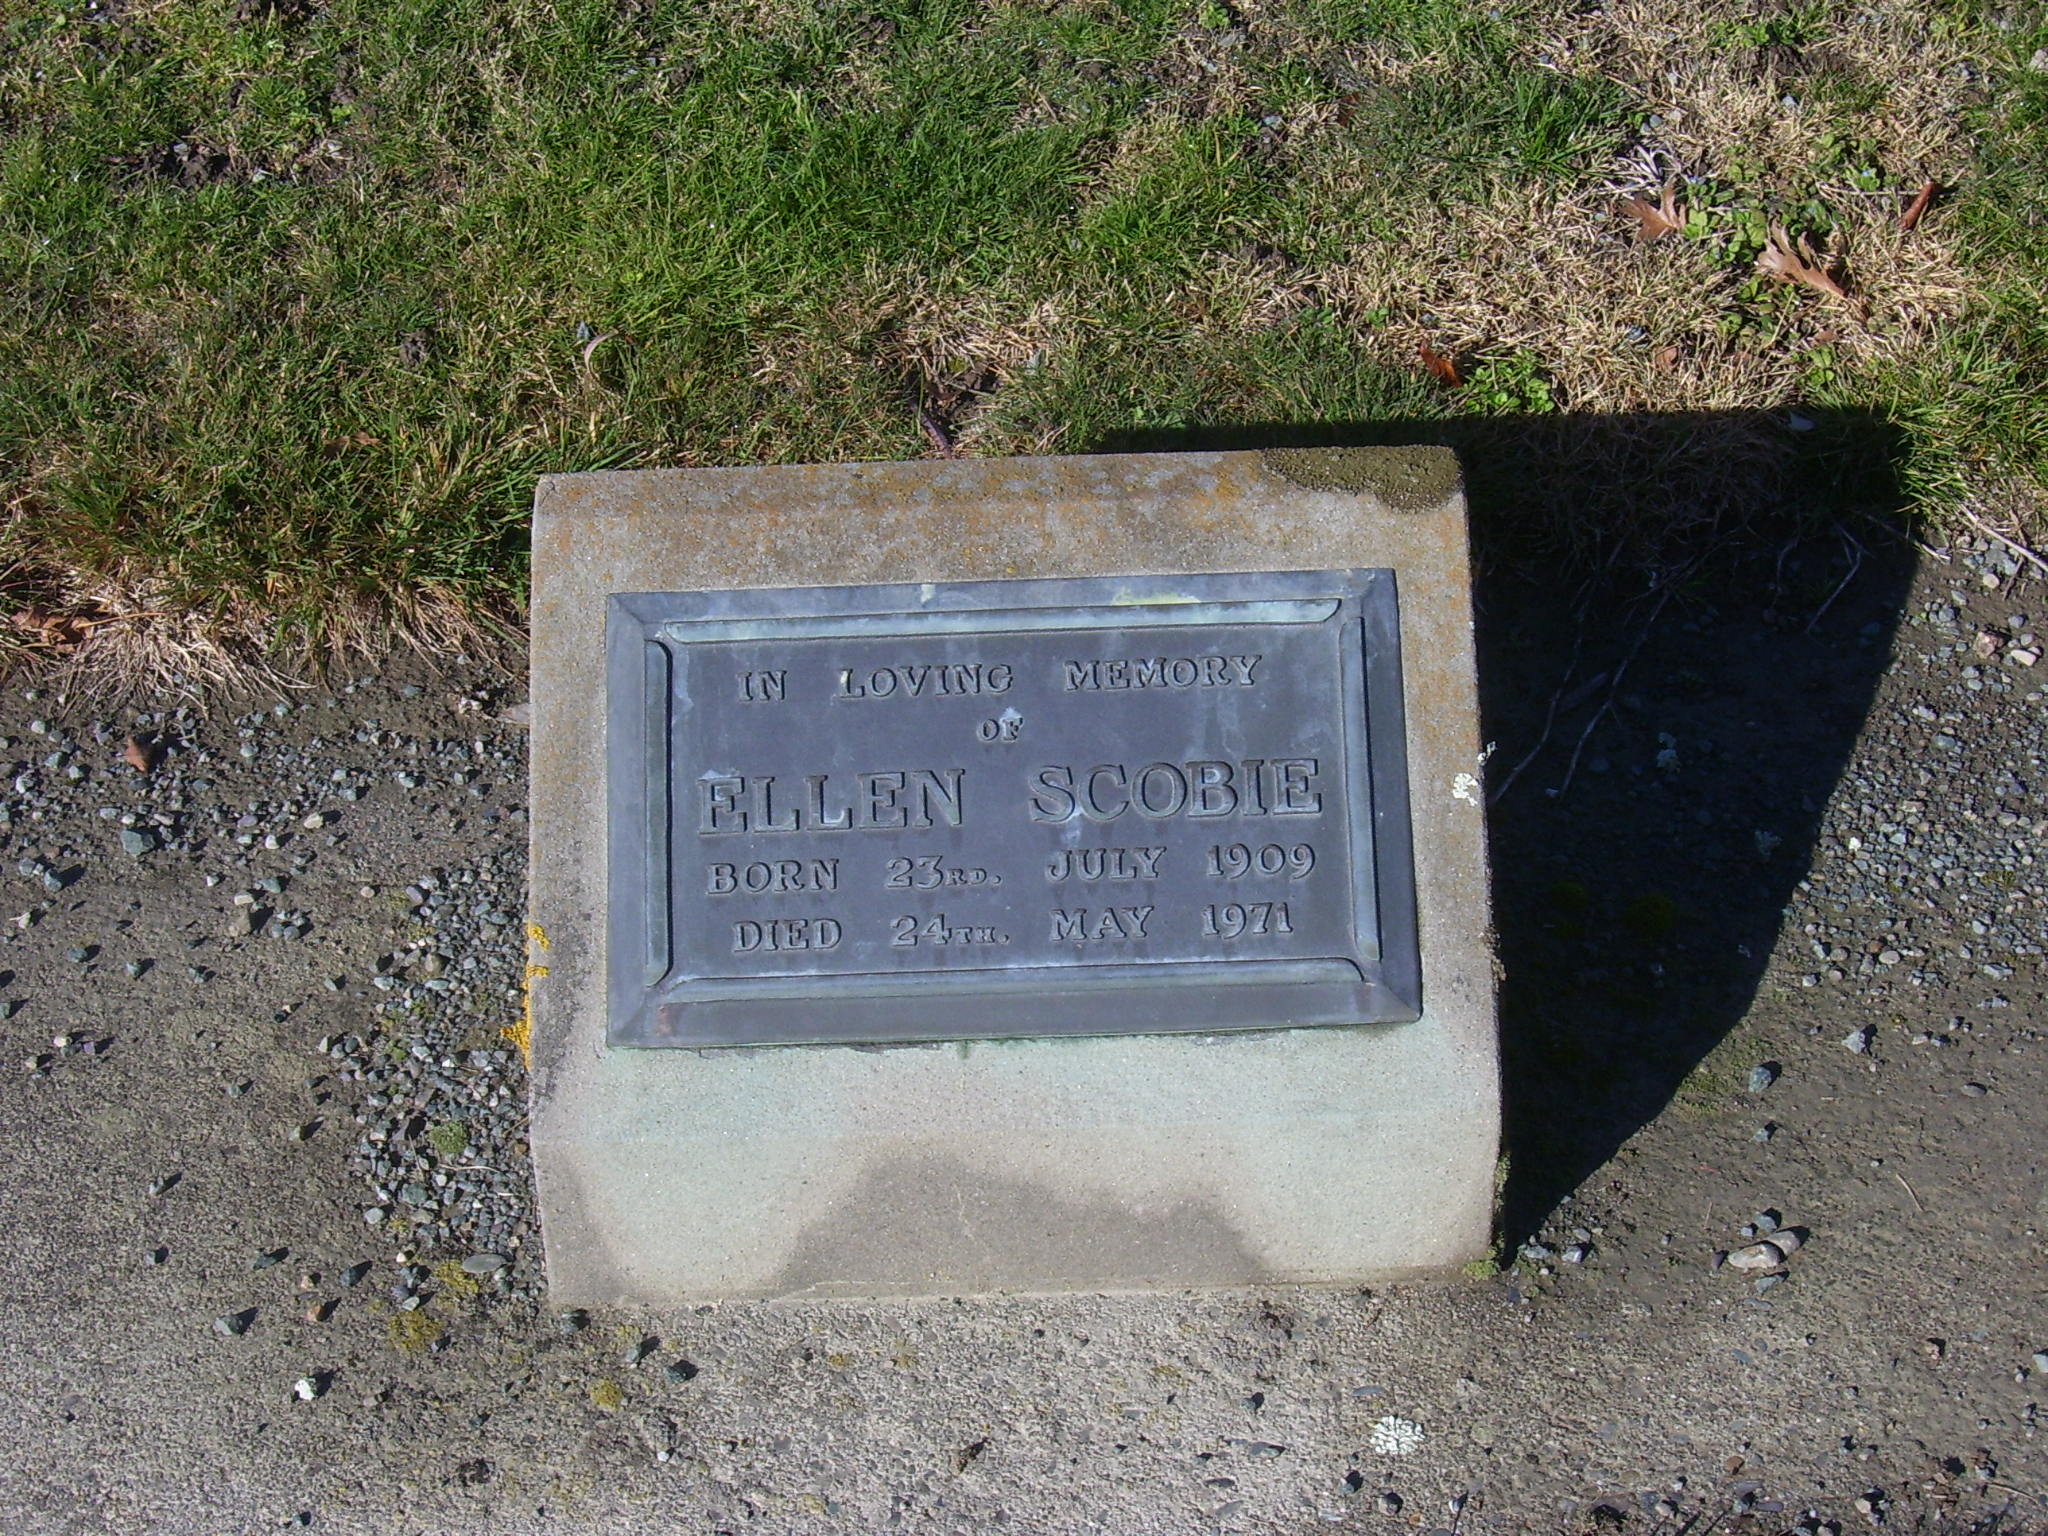 IN LOVING MEMORY
OF
ELLEN SCOBIE
BORN 23RD. JULY 1909
DIED 24TH. MAY 1971